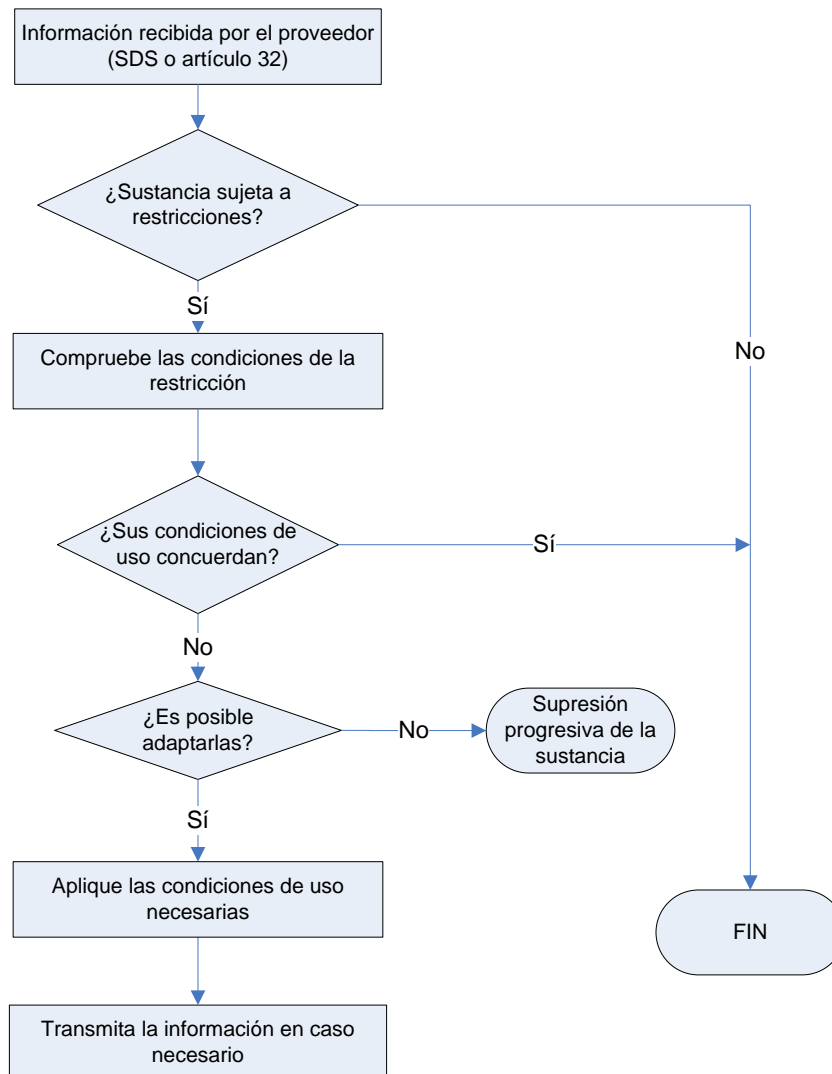 Información recibida por el proveedor
(SDS o artículo 32)
¿Sustancia sujeta a
restricciones?
Sí
No
Compruebe las condiciones de la
restricción
¿Sus condiciones de
uso concuerdan?
Sí
No
¿Es posible
adaptarlas?
No
Supresión
progresiva de la
sustancia
Sí
Aplique las condiciones de uso
necesarias
FIN
Transmita la información en caso
necesario